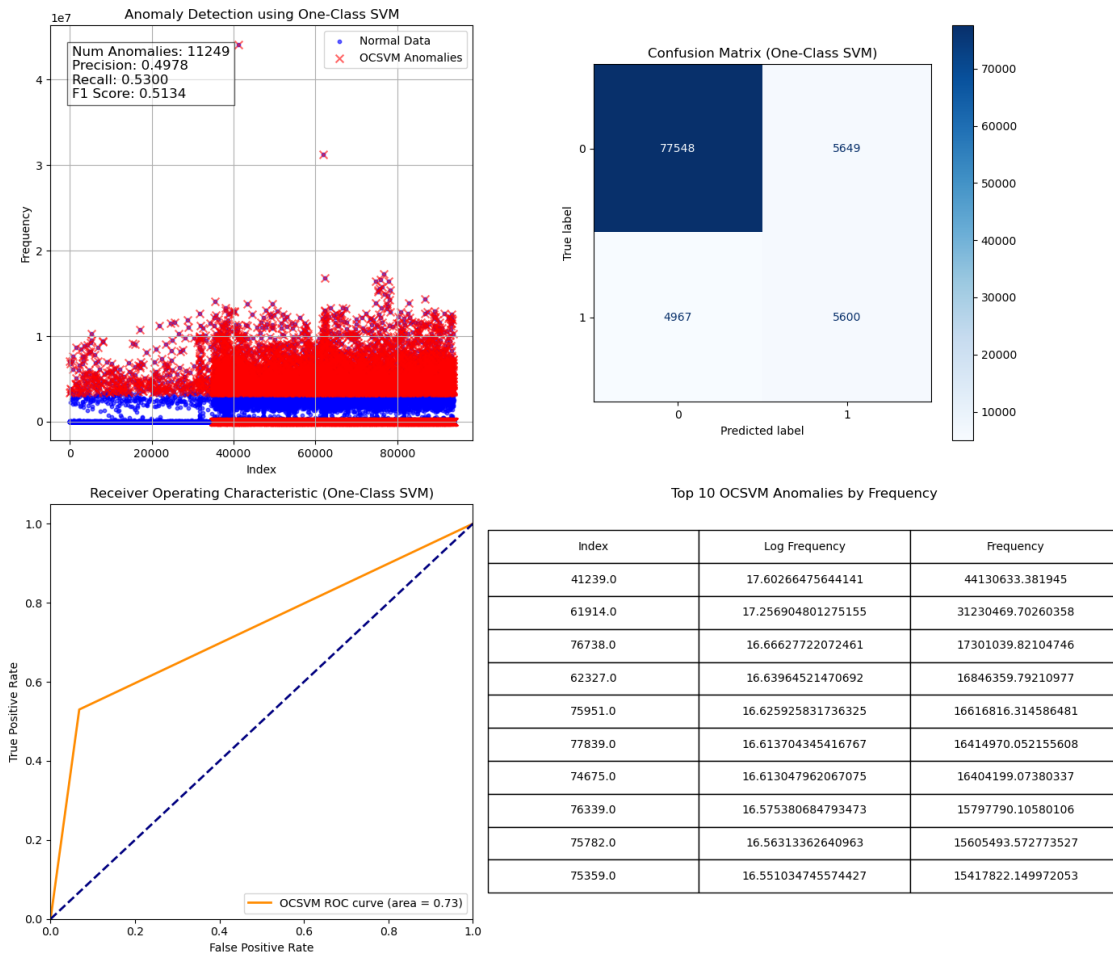 Anomaly Detection using One-Class SVM
1e7
Num Anomalies: 11249
Precision: 0.4978
Recall: 0.5300
F1 Score: 0.5134
Normal Data
OCSVM Anomalies
4
3
2
1
0
Frequency
0 20000 40000 60000 80000
Index
Confusion Matrix (One-Class SVM)
0 77548 5649
1 4967 5600
True label
0 1
Predicted label
70000
60000
50000
40000
30000
20000
10000
Receiver Operating Characteristic (One-Class SVM)
1.0
0.8
0.6
0.4
0.2
0.0
True Positive Rate
OCSVM ROC curve (area = 0.73)
0.0 0.2 0.4 0.6 0.8 1.0
False Positive Rate
Top 10 OCSVM Anomalies by Frequency
Index Log Frequency Frequency
41239.0 17.60266475644141 44130633.381945
61914.0 17.256904801275155 31230469.70260358
76738.0 16.66627722072461 17301039.82104746
62327.0 16.63964521470692 16846359.79210977
75951.0 16.625925831736325 16616816.314586481
77839.0 16.613704345416767 16414970.052155608
74675.0 16.613047962067075 16404199.07380337
76339.0 16.575380684793473 15797790.10580106
75782.0 16.56313362640963 15605493.572773527
75359.0 16.551034745574427 15417822.149972053